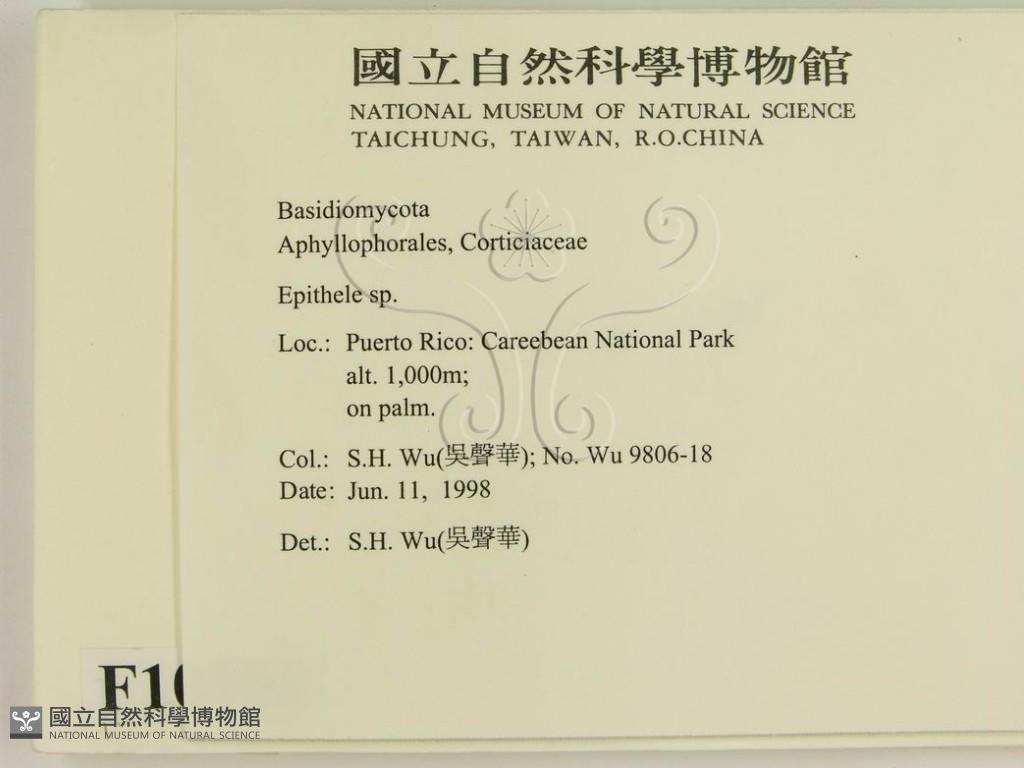 國立自然科學博物館
NATIONAL MUSEUM OF NATURAL SCIENCE
TAICHUNG, TAIWAN, R.O.CHINA
Basidiomycota
Aphyllophorales, Corticiaceae
Epithele sp.
Loc.: Puerto Rico: Careebean National Park
alt. 1,000m;
on palm.
Col.: S.H. Wu(吳聲華); No. Wu 9806-18
Date: Jun. 11, 1998
Det.: S.H. Wu(吳聲華)
國立自然科學博物館
NATIONAL MUSEUM OF NATURAL SCIENCE